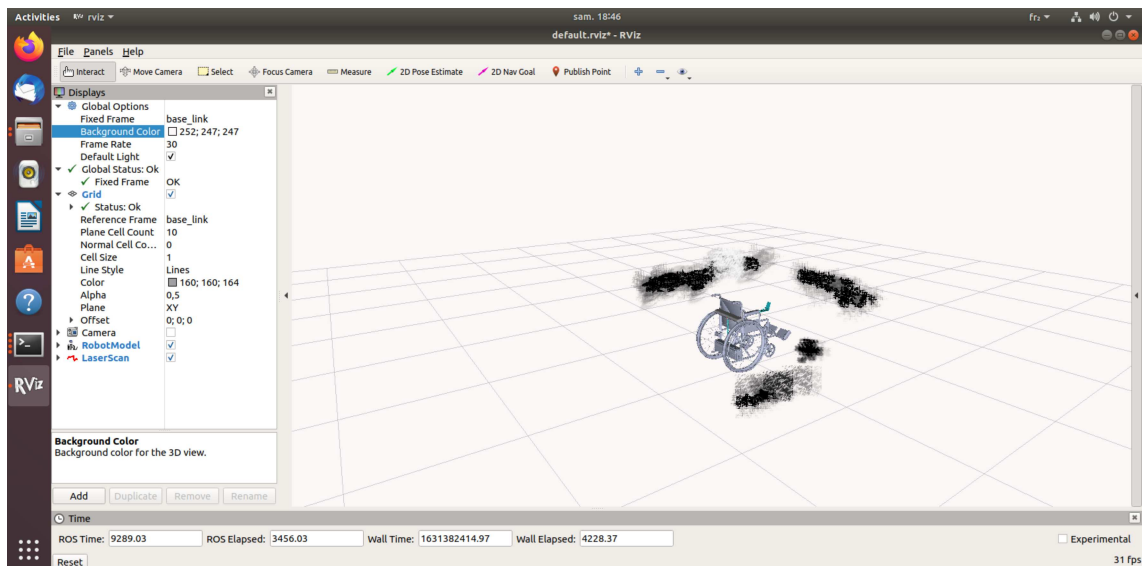 Activities RViz rviz sam. 18:46 fr₂
default.rviz* - RViz
File Panels Help
Interact Move Camera Select Focus Camera Measure 2D Pose Estimate 2D Nav Goal Publish Point
Displays
Global Options
Fixed Frame base_link
Background Color 252; 247; 247
Frame Rate 30
Default Light
Global Status: Ok
Fixed Frame OK
Grid
Status: Ok
Reference Frame base_link
Plane Cell Count 10
Normal Cell Co... 0
Cell Size 1
Line Style Lines
Color 160; 160; 164
Alpha 0,5
Plane XY
Offset 0; 0; 0
Camera
RobotModel
LaserScan
RViz
Background Color
Background color for the 3D view.
Add Duplicate Remove Rename
Time
ROS Time: 9289.03 ROS Elapsed: 3456.03 Wall Time: 1631382414.97 Wall Elapsed: 4228.37 Experimental
Reset 31 fps